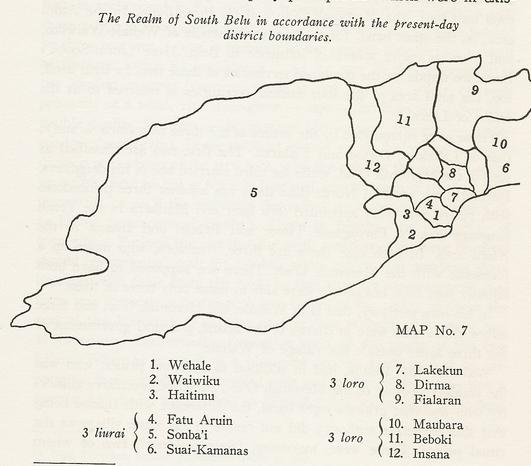 The Realm of South Belu in accordance with the present-day
district boundaries.
9
11
10
12
8
6
5
7
4
3
1
2
MAP No. 7
1. Wehale
2. Waiwiku
3. Haitimu
3 liurai
4. Fatu Aruin
5. Sonba'i
6. Suai-Kamanas
3 loro
7. Lakekun
8. Dirma
9. Fialaran
3 loro
10. Maubara
11. Beboki
12. Insana